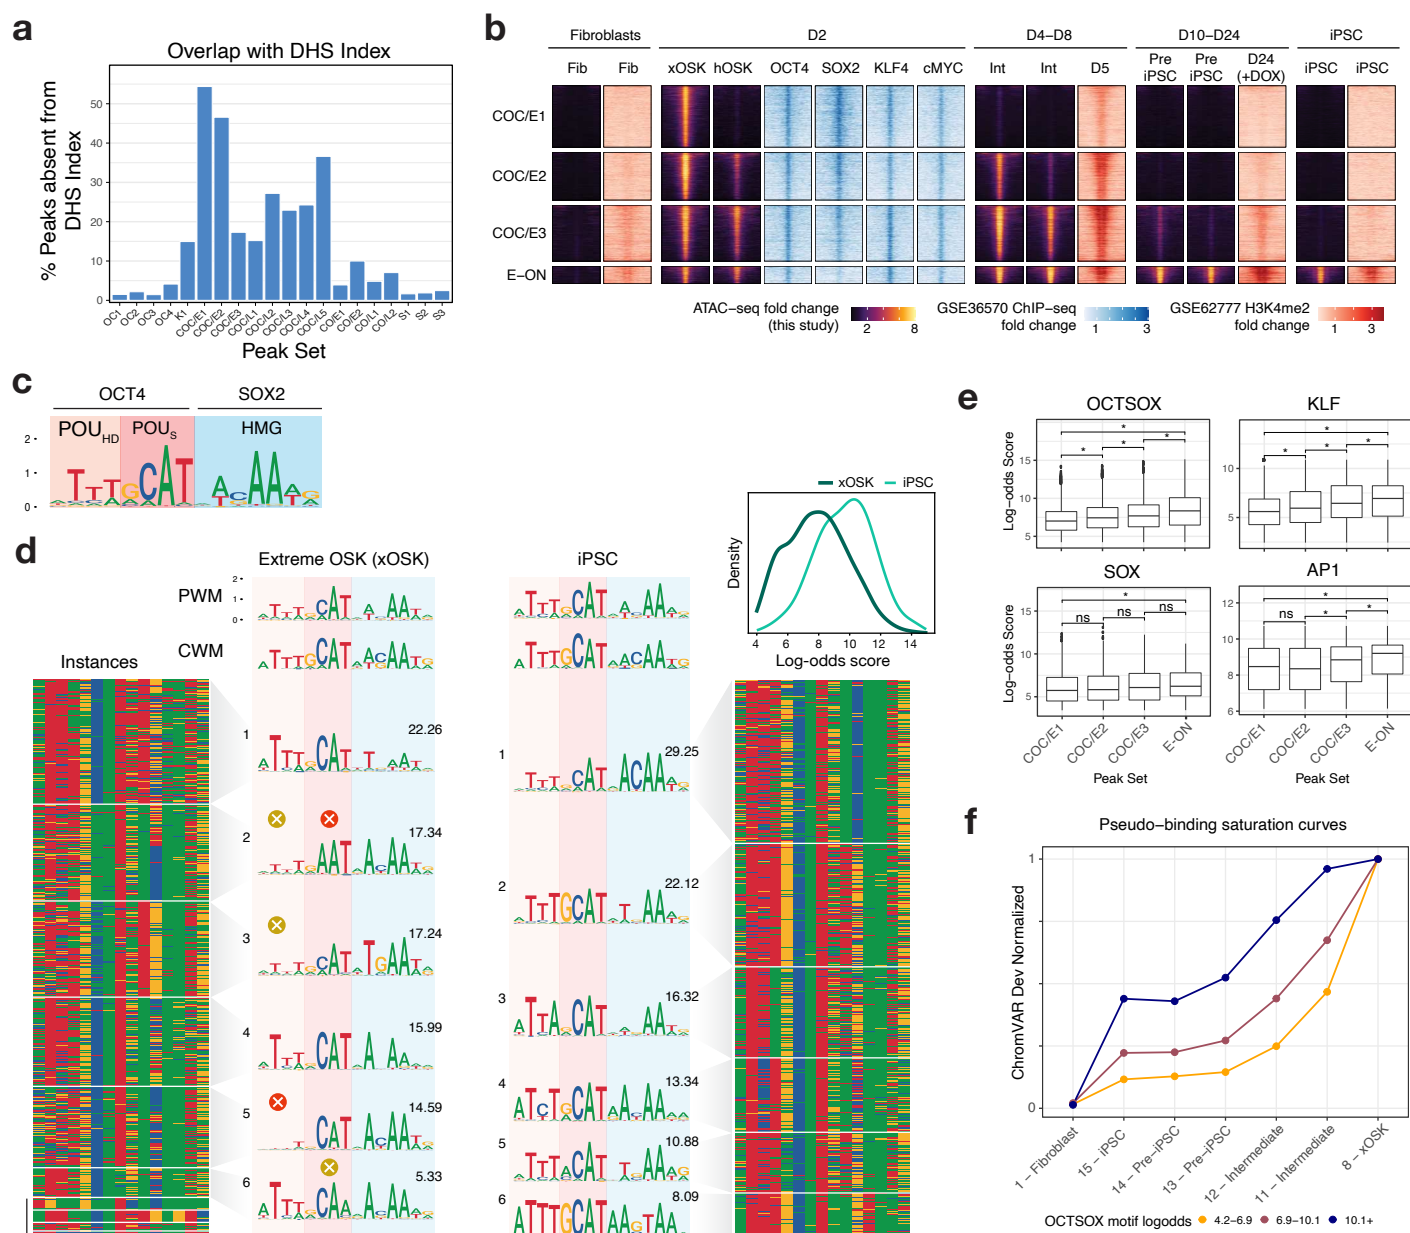 a
Overlap with DHS Index
% Peaks absent from
DHS Index
50
40
30
20
10
0
OC1
OC2
OC3
OC4
K1
COC/E1
COC/E2
COC/E3
COC/L1
COC/L2
COC/L3
COC/L4
COC/L5
CO/E1
CO/E2
CO/L1
CO/L2
S1
S2
S3
Peak Set
b
Fibroblasts
D2
D4–D8
D10–D24
iPSC
Fib
Fib
xOSK
hOSK
OCT4
SOX2
KLF4
cMYC
Int
Int
D5
Pre
iPSC
Pre
iPSC
D24
(+DOX)
iPSC
iPSC
COC/E1
COC/E2
COC/E3
E–ON
ATAC–seq fold change
(this study)
2 8
GSE36570 ChIP–seq
fold change
1 3
GSE62777 H3K4me2
fold change
1 3
c
OCT4
SOX2
POUHD
POUS
HMG
2
1
0
d
Extreme OSK (xOSK)
iPSC
PWM
2
1
0
CWM
Instances
1
22.26
2
17.34
3
17.24
4
15.99
5
14.59
6
5.33
1
29.25
2
22.12
3
16.32
4
13.34
5
10.88
6
8.09
xOSK
iPSC
Density
4 6 8 10 12 14
Log–odds score
e
OCTSOX
KLF
Log–odds Score
15
10
5
* * * *
10
5
* * * *
SOX
AP1
Log–odds Score
15
10
5
* ns ns ns
12
11
10
9
8
6
* ns * *
COC/E1
COC/E2
COC/E3
E–ON
Peak Set
COC/E1
COC/E2
COC/E3
E–ON
Peak Set
f
Pseudo–binding saturation curves
ChromVAR Dev Normalized
1
0
1 – Fibroblast
15 – iPSC
14 – Pre–iPSC
13 – Pre–iPSC
12 – Intermediate
11 – Intermediate
8 – xOSK
OCTSOX motif logodds
4.2–6.9
6.9–10.1
10.1+